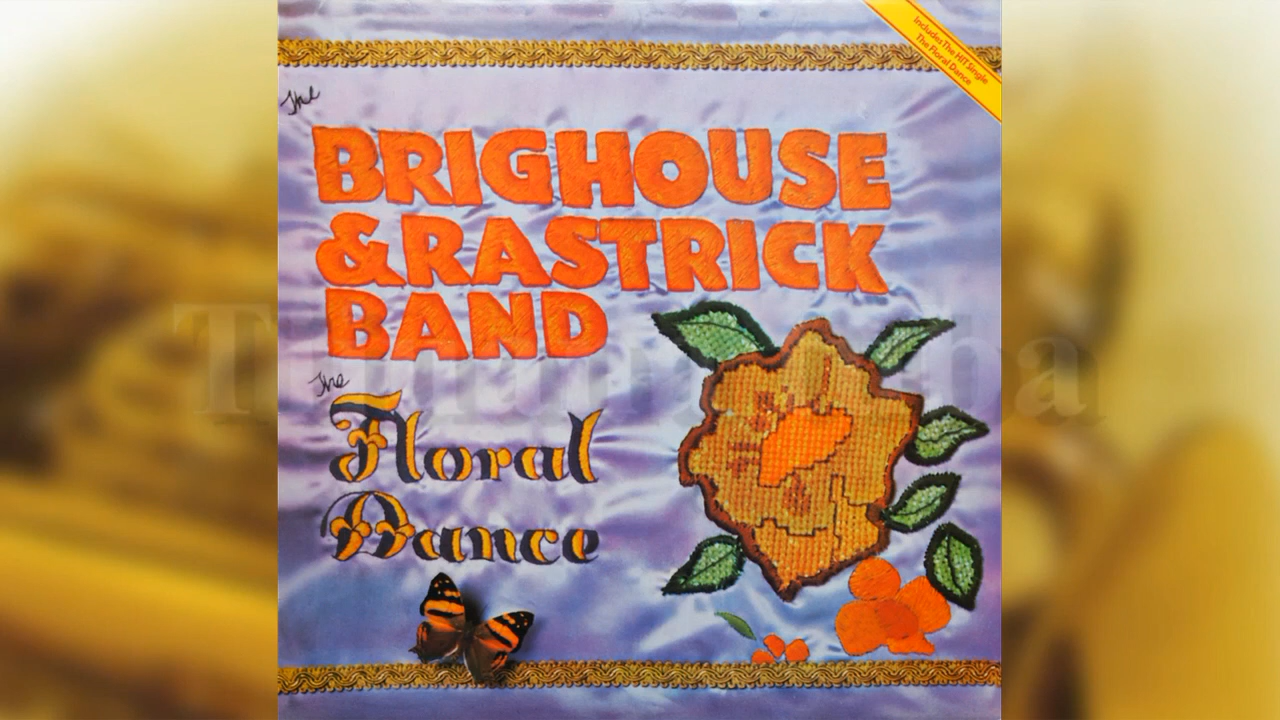 Includes The HIT Single
The Floral Dance
The
BRIGHOUSE
& RASTRICK
BAND
The
Floral
Dance